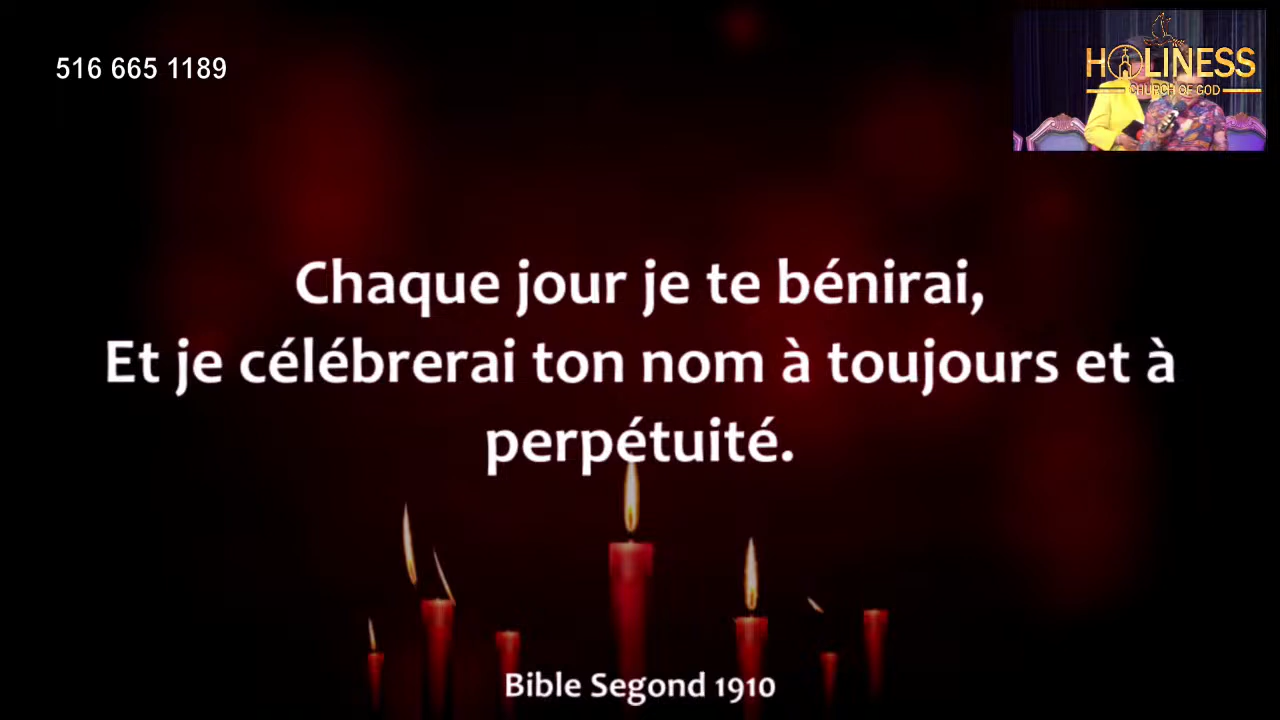 516 665 1189
HOLINESS
CHURCH OF GOD
Chaque jour je te bénirai,
Et je célébrerai ton nom à toujours et à
perpétuité.
Bible Segond 1910